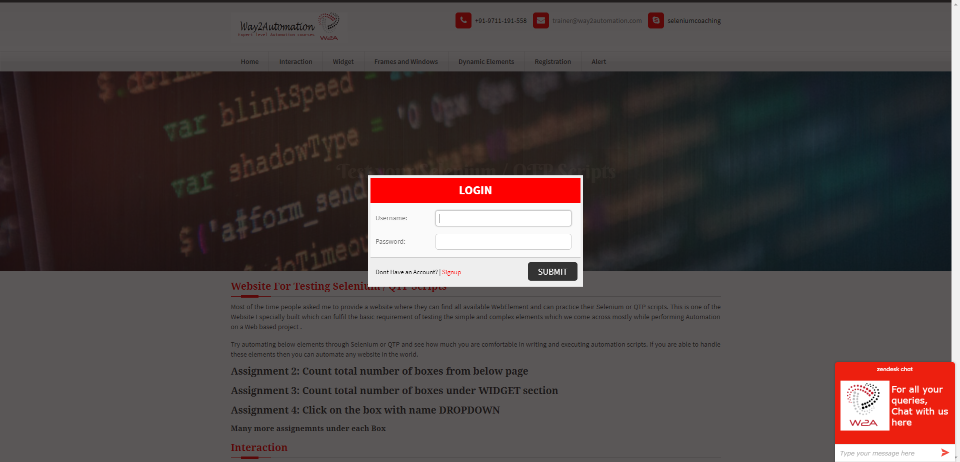 Way2Automation
W2A
+91-9711-191-558
trainer@way2automation.com
seleniumcoaching
Home
Interaction
Widget
Frames and Windows
Dynamic Elements
Registration
Alert
var blinkSpeed
var shadowType
var
$('#form_send
doTimeout
LOGIN
Username:
Password:
Dont Have an Account? | Signup
SUBMIT
Website For Testing Selenium / QTP Scripts
Most of the time people asked me to provide a website where they can find all available WebElement and can practice their Selenium or QTP scripts. This is one of the
Website I specially built which can fulfill the basic requirement of testing the simple and complex elements which we come across mostly while performing Automation
on a Web based project .
Try automating below elements through Selenium or QTP and see how much you are comfortable in writing and executing automation scripts. If you are able to handle
these elements then you can automate any website in the world.
Assignment 2: Count total number of boxes from below page
Assignment 3: Count total number of boxes under WIDGET section
Assignment 4: Click on the box with name DROPDOWN
Many more assignemnts under each Box
Interaction
zendesk chat
W2A
For all your
queries,
Chat with us
here
Type your message here